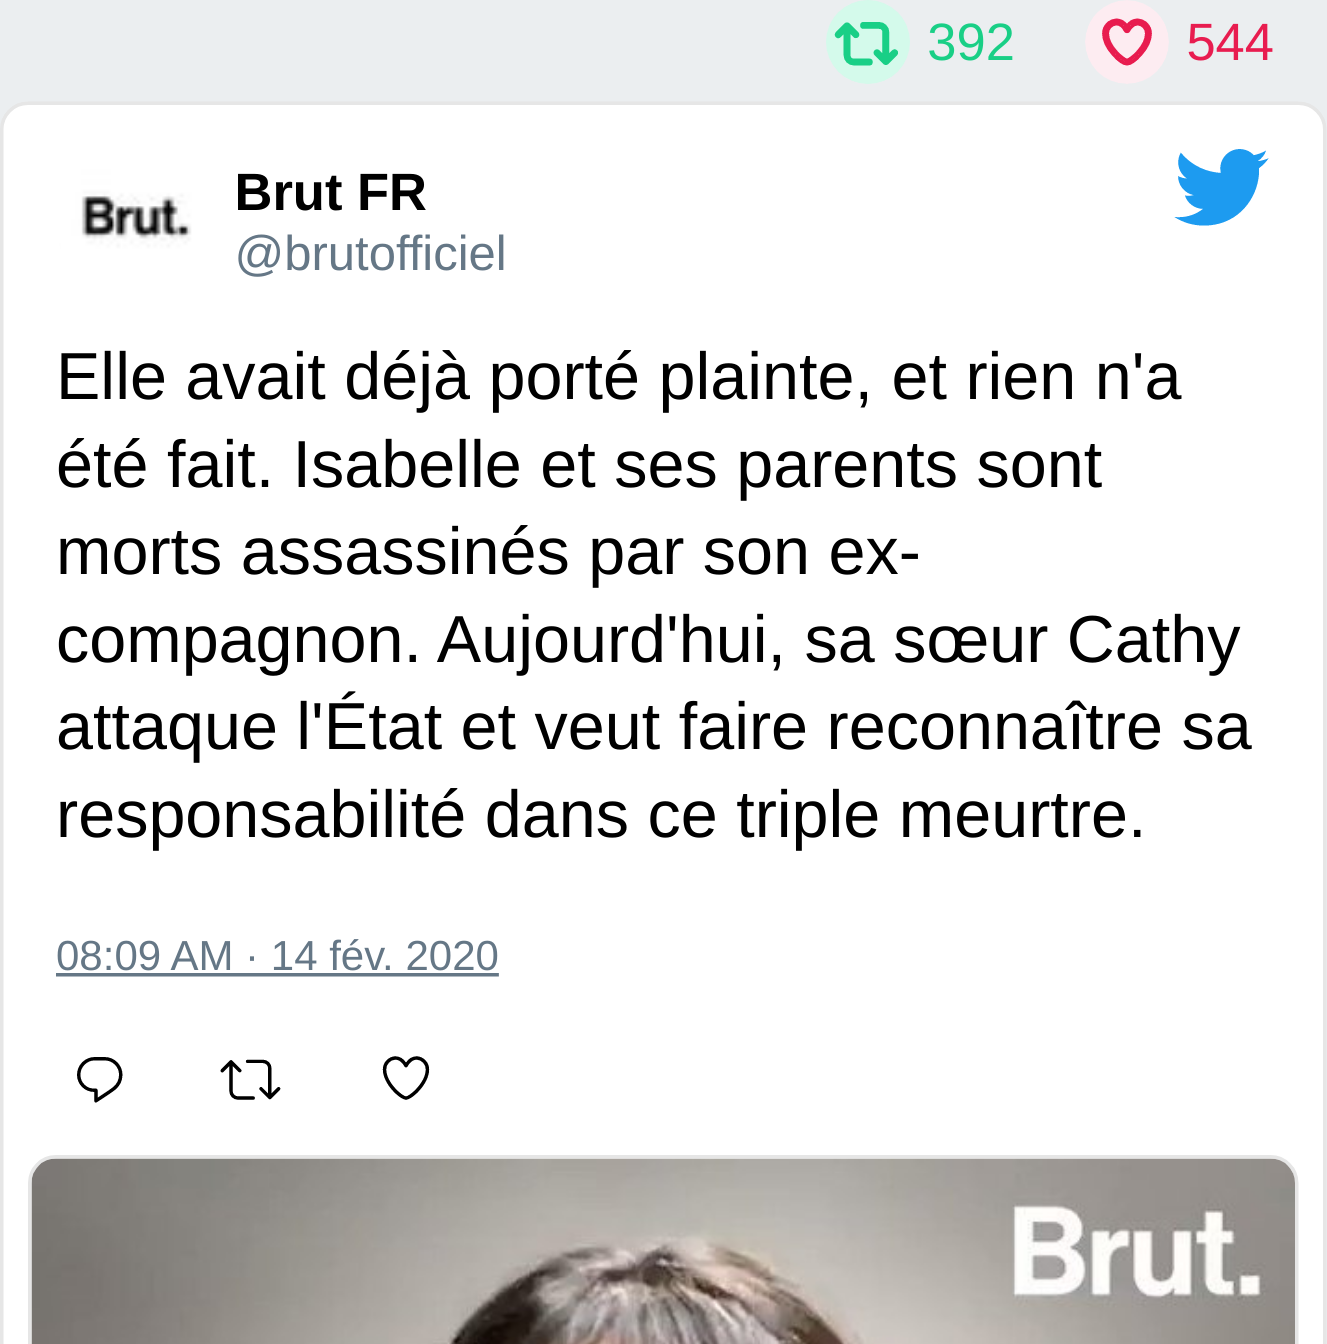 392 544
Brut.
Brut FR
@brutofficiel
Elle avait déjà porté plainte, et rien n'a
été fait. Isabelle et ses parents sont
morts assassinés par son ex-
compagnon. Aujourd'hui, sa sœur Cathy
attaque l'État et veut faire reconnaître sa
responsabilité dans ce triple meurtre.
08:09 AM · 14 fév. 2020
Brut.